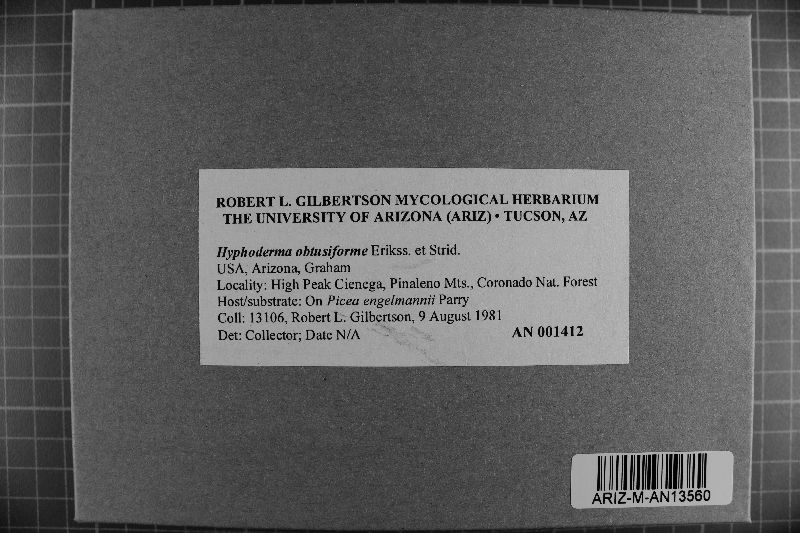 ROBERT L. GILBERTSON MYCOLOGICAL HERBARIUM
THE UNIVERSITY OF ARIZONA (ARIZ) • TUCSON, AZ
Hyphoderma obtusiforme Erikss. et Strid.
USA, Arizona, Graham
Locality: High Peak Cienega, Pinaleno Mts., Coronado Nat. Forest
Host/substrate: On Picea engelmannii Parry
Coll: 13106, Robert L. Gilbertson, 9 August 1981
Det: Collector; Date N/A AN 001412
ARIZ-M-AN13560